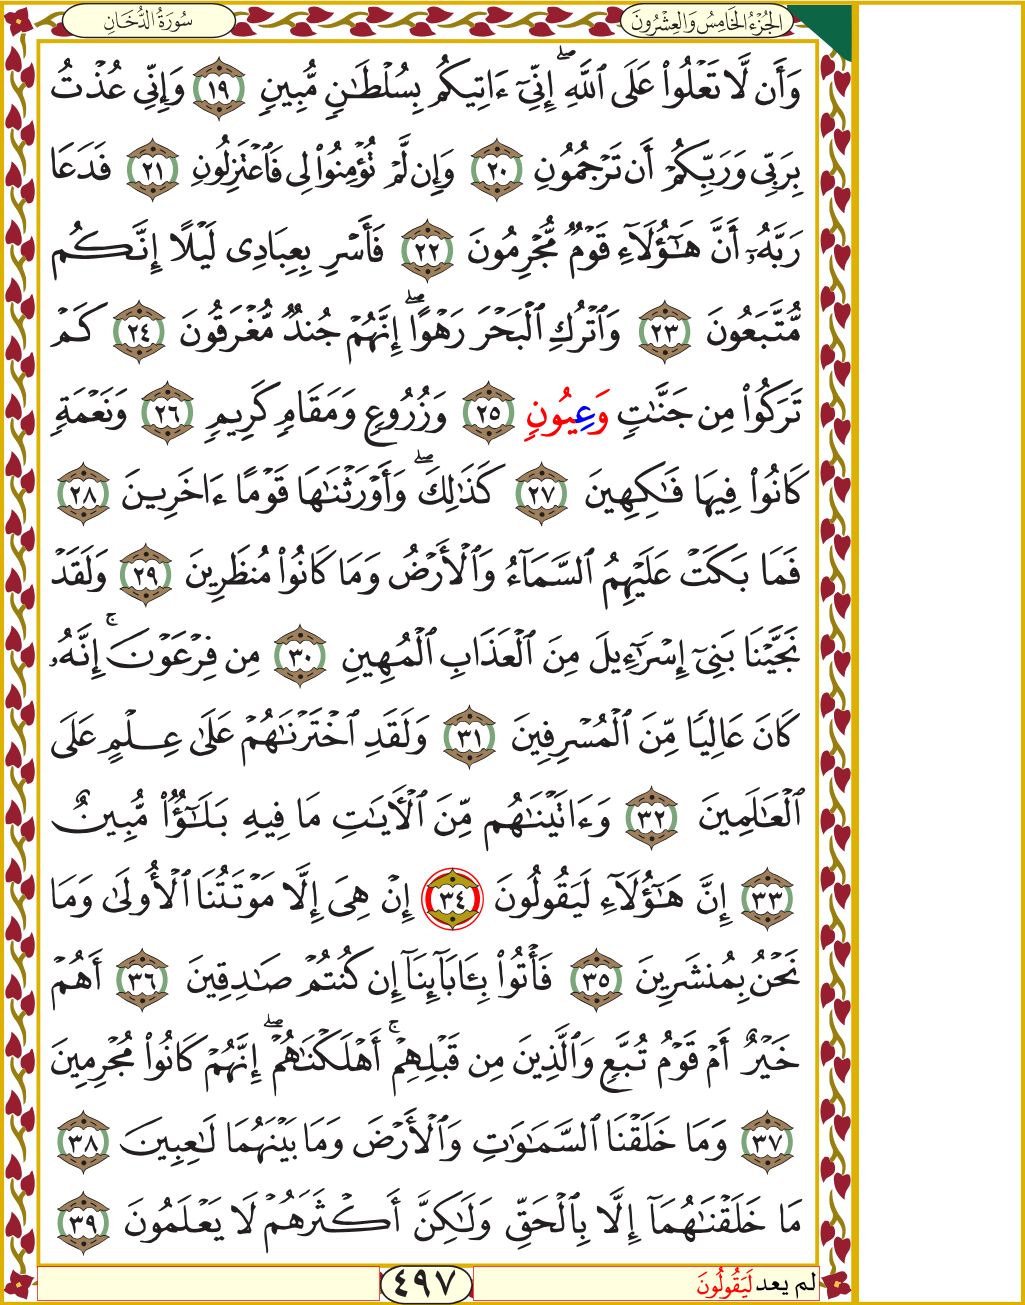 الجُزْءُ الخَامِسُ وَالعِشْرُونَ
سُورَةُ الدُّخَانِ
وَأَن لَّا تَعْلُوا۟ عَلَى ٱللَّهِ ۖ إِنِّىٓ ءَاتِيكُم بِسُلْطَـٰنٍ مُّبِينٍ ١٩ وَإِنِّى عُذْتُ
بِرَبِّى وَرَبِّكُمْ أَن تَرْجُمُونِ ٢٠ وَإِن لَّمْ تُؤْمِنُوا۟ لِى فَٱعْتَزِلُونِ ٢١ فَدَعَا
رَبَّهُۥٓ أَنَّ هَـٰٓؤُلَآءِ قَوْمٌ مُّجْرِمُونَ ٢٢ فَأَسْرِ بِعِبَادِى لَيْلًا إِنَّكُم
مُّتَّبَعُونَ ٢٣ وَٱتْرُكِ ٱلْبَحْرَ رَهْوًا ۖ إِنَّهُمْ جُندٌ مُّغْرَقُونَ ٢٤ كَمْ
تَرَكُوا۟ مِن جَنَّـٰتٍ وَعِيُونٍ ٢٥ وَزُرُوعٍ وَمَقَامٍ كَرِيمٍ ٢٦ وَنَعْمَةٍ
كَانُوا۟ فِيهَا فَـٰكِهِينَ ٢٧ كَذَٰلِكَ ۖ وَأَوْرَثْنَـٰهَا قَوْمًا ءَاخَرِينَ ٢٨
فَمَا بَكَتْ عَلَيْهِمُ ٱلسَّمَآءُ وَٱلْأَرْضُ وَمَا كَانُوا۟ مُنظَرِينَ ٢٩ وَلَقَدْ
نَجَّيْنَا بَنِىٓ إِسْرَٰٓءِيلَ مِنَ ٱلْعَذَابِ ٱلْمُهِينِ ٣٠ مِن فِرْعَوْنَ ۚ إِنَّهُۥ
كَانَ عَالِيًا مِّنَ ٱلْمُسْرِفِينَ ٣١ وَلَقَدِ ٱخْتَرْنَـٰهُمْ عَلَىٰ عِلْمٍ عَلَى
ٱلْعَـٰلَمِينَ ٣٢ وَءَاتَيْنَـٰهُم مِّنَ ٱلْـَٔايَـٰتِ مَا فِيهِ بَلَـٰٓؤٌا۟ مُّبِينٌ
٣٣ إِنَّ هَـٰٓؤُلَآءِ لَيَقُولُونَ ٣٤ إِنْ هِىَ إِلَّا مَوْتَتُنَا ٱلْأُولَىٰ وَمَا
نَحْنُ بِمُنشَرِينَ ٣٥ فَأْتُوا۟ بِـَٔابَآئِنَآ إِن كُنتُمْ صَـٰدِقِينَ ٣٦ أَهُمْ
خَيْرٌ أَمْ قَوْمُ تُبَّعٍ وَٱلَّذِينَ مِن قَبْلِهِمْ ۚ أَهْلَكْنَـٰهُمْ ۖ إِنَّهُمْ كَانُوا۟ مُجْرِمِينَ
٣٧ وَمَا خَلَقْنَا ٱلسَّمَـٰوَٰتِ وَٱلْأَرْضَ وَمَا بَيْنَهُمَا لَـٰعِبِينَ ٣٨
مَا خَلَقْنَـٰهُمَآ إِلَّا بِٱلْحَقِّ وَلَـٰكِنَّ أَكْثَرَهُمْ لَا يَعْلَمُونَ ٣٩
لم يعد لَيَقُولُونَ
٤٩٧